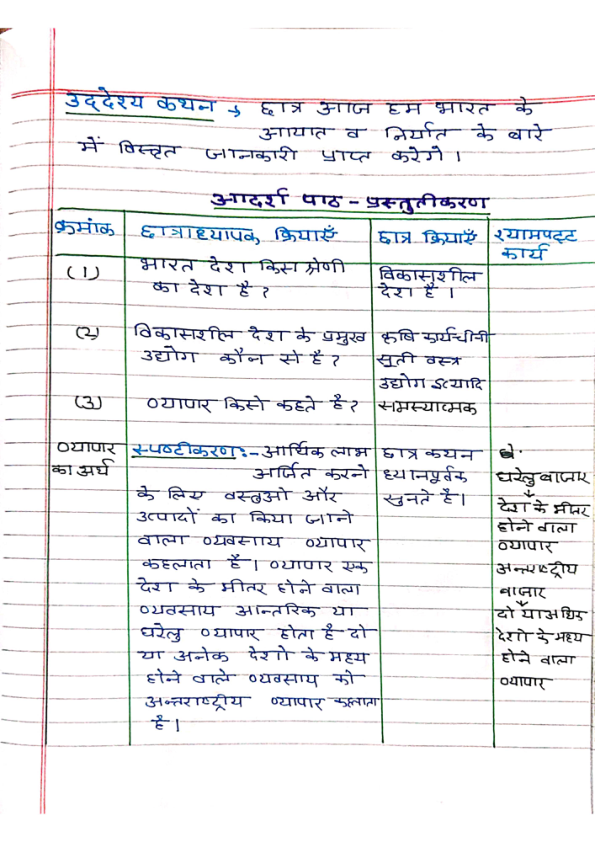 उद्देश्य कथन → छात्र आज हम भारत के
आयात व निर्यात के बारे
में विस्तृत जानकारी प्राप्त करेगे ।
आदर्श पाठ - प्रस्तुतीकरण
क्रमांक छात्राध्यापक क्रियाएँ छात्र क्रियाएँ श्यामपट्ट
कार्य
(1) भारत देश किस श्रेणी
का देश है ?
विकासशील
देश है ।
(2) विकासशील देश के प्रमुख
उद्योग कौन से है ?
कृषि कार्य चीनी
सूती वस्त्र
उद्योग इत्यादि
(3) व्यापार किसे कहते है ? समस्यात्मक
व्यापार
का अर्थ
स्पष्टीकरण :- आर्थिक लाभ
अर्जित करने
के लिए वस्तुओ और
उत्पादों का किया जाने
वाला व्यवसाय व्यापार
कहलाता है । व्यापार एक
देश के भीतर होने वाला
व्यवसाय आन्तरिक या
घरेलु व्यापार होता है दो
या अनेक देशो के मध्य
होने वाले व्यवसाय को
अन्तराष्ट्रीय व्यापार
है ।
छात्र कथन
ध्यानपूर्वक
सुनते है ।
घरेलु बाजार
↓
देश के भीतर
होने वाला
व्यापार
अन्तराष्ट्रीय
बाजार
↓
दो या अधिक
देशो के मध्य
होने वाला
व्यापार